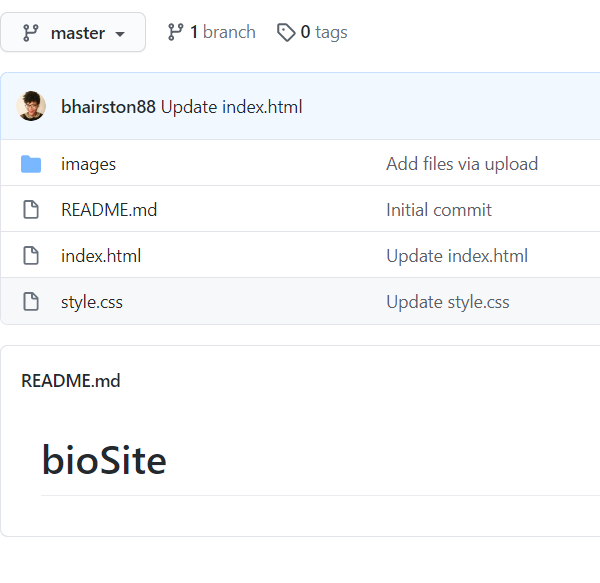 master 1 branch 0 tags
bhairston88 Update index.html
images Add files via upload
README.md Initial commit
index.html Update index.html
style.css Update style.css
README.md
bioSite